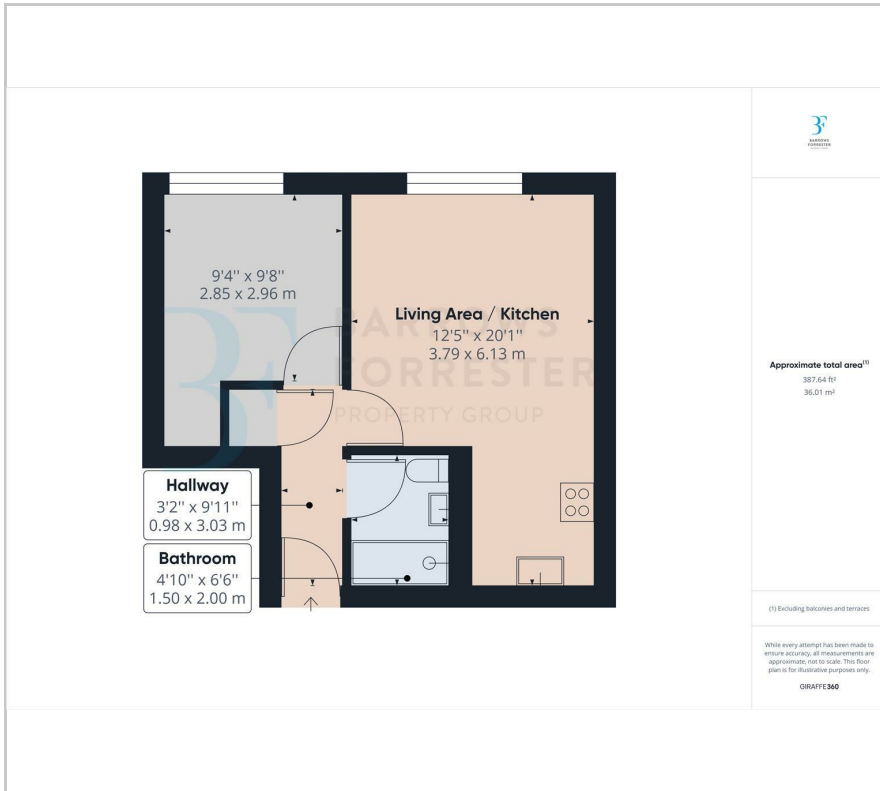 9'4" x 9'8"
2.85 x 2.96 m
Living Area / Kitchen
12'5" x 20'1"
3.79 x 6.13 m
BARROWS
FORRESTER
PROPERTY GROUP
Hallway
3'2" x 9'11"
0.98 x 3.03 m
Bathroom
4'10" x 6'6"
1.50 x 2.00 m
BARROWS
FORRESTER
Approximate total area(1)
387.64 ft²
36.01 m²
(1) Excluding balconies and terraces
While every attempt has been made to
ensure accuracy, all measurements are
approximate, not to scale. This floor
plan is for illustrative purposes only.
GIRAFFE360